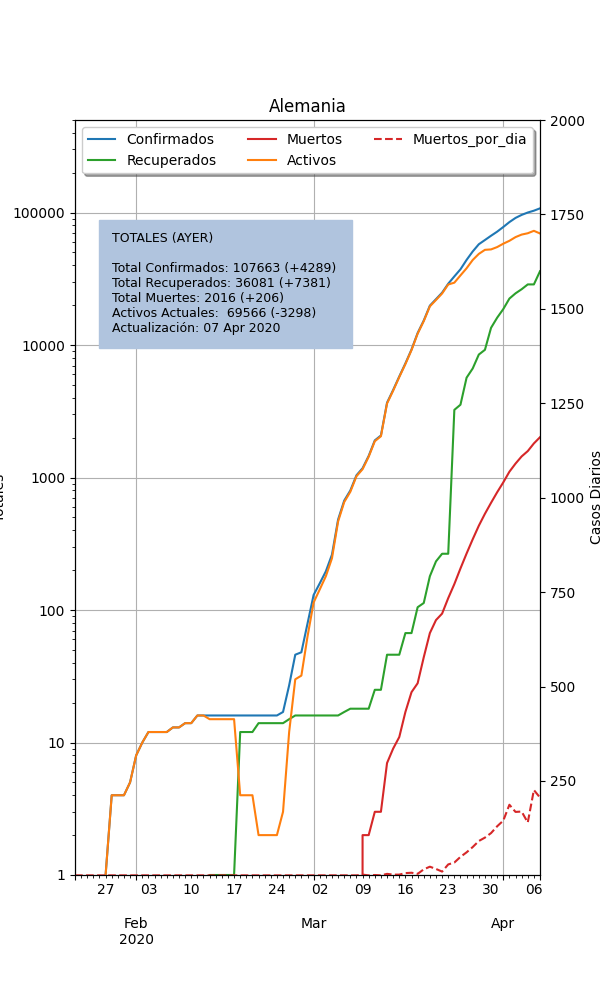 Alemania
Confirmados
Recuperados
Muertos
Activos
Muertos_por_dia
TOTALES (AYER)
Total Confirmados: 107663 (+4289)
Total Recuperados: 36081 (+7381)
Total Muertes: 2016 (+206)
Activos Actuales:  69566 (-3298)
Actualización: 07 Apr 2020
100000
10000
1000
100
10
1
Totales
2000
1750
1500
1250
1000
750
500
250
Casos Diarios
27 03 10 17 24 02 09 16 23 30 06
Feb Mar Apr
2020